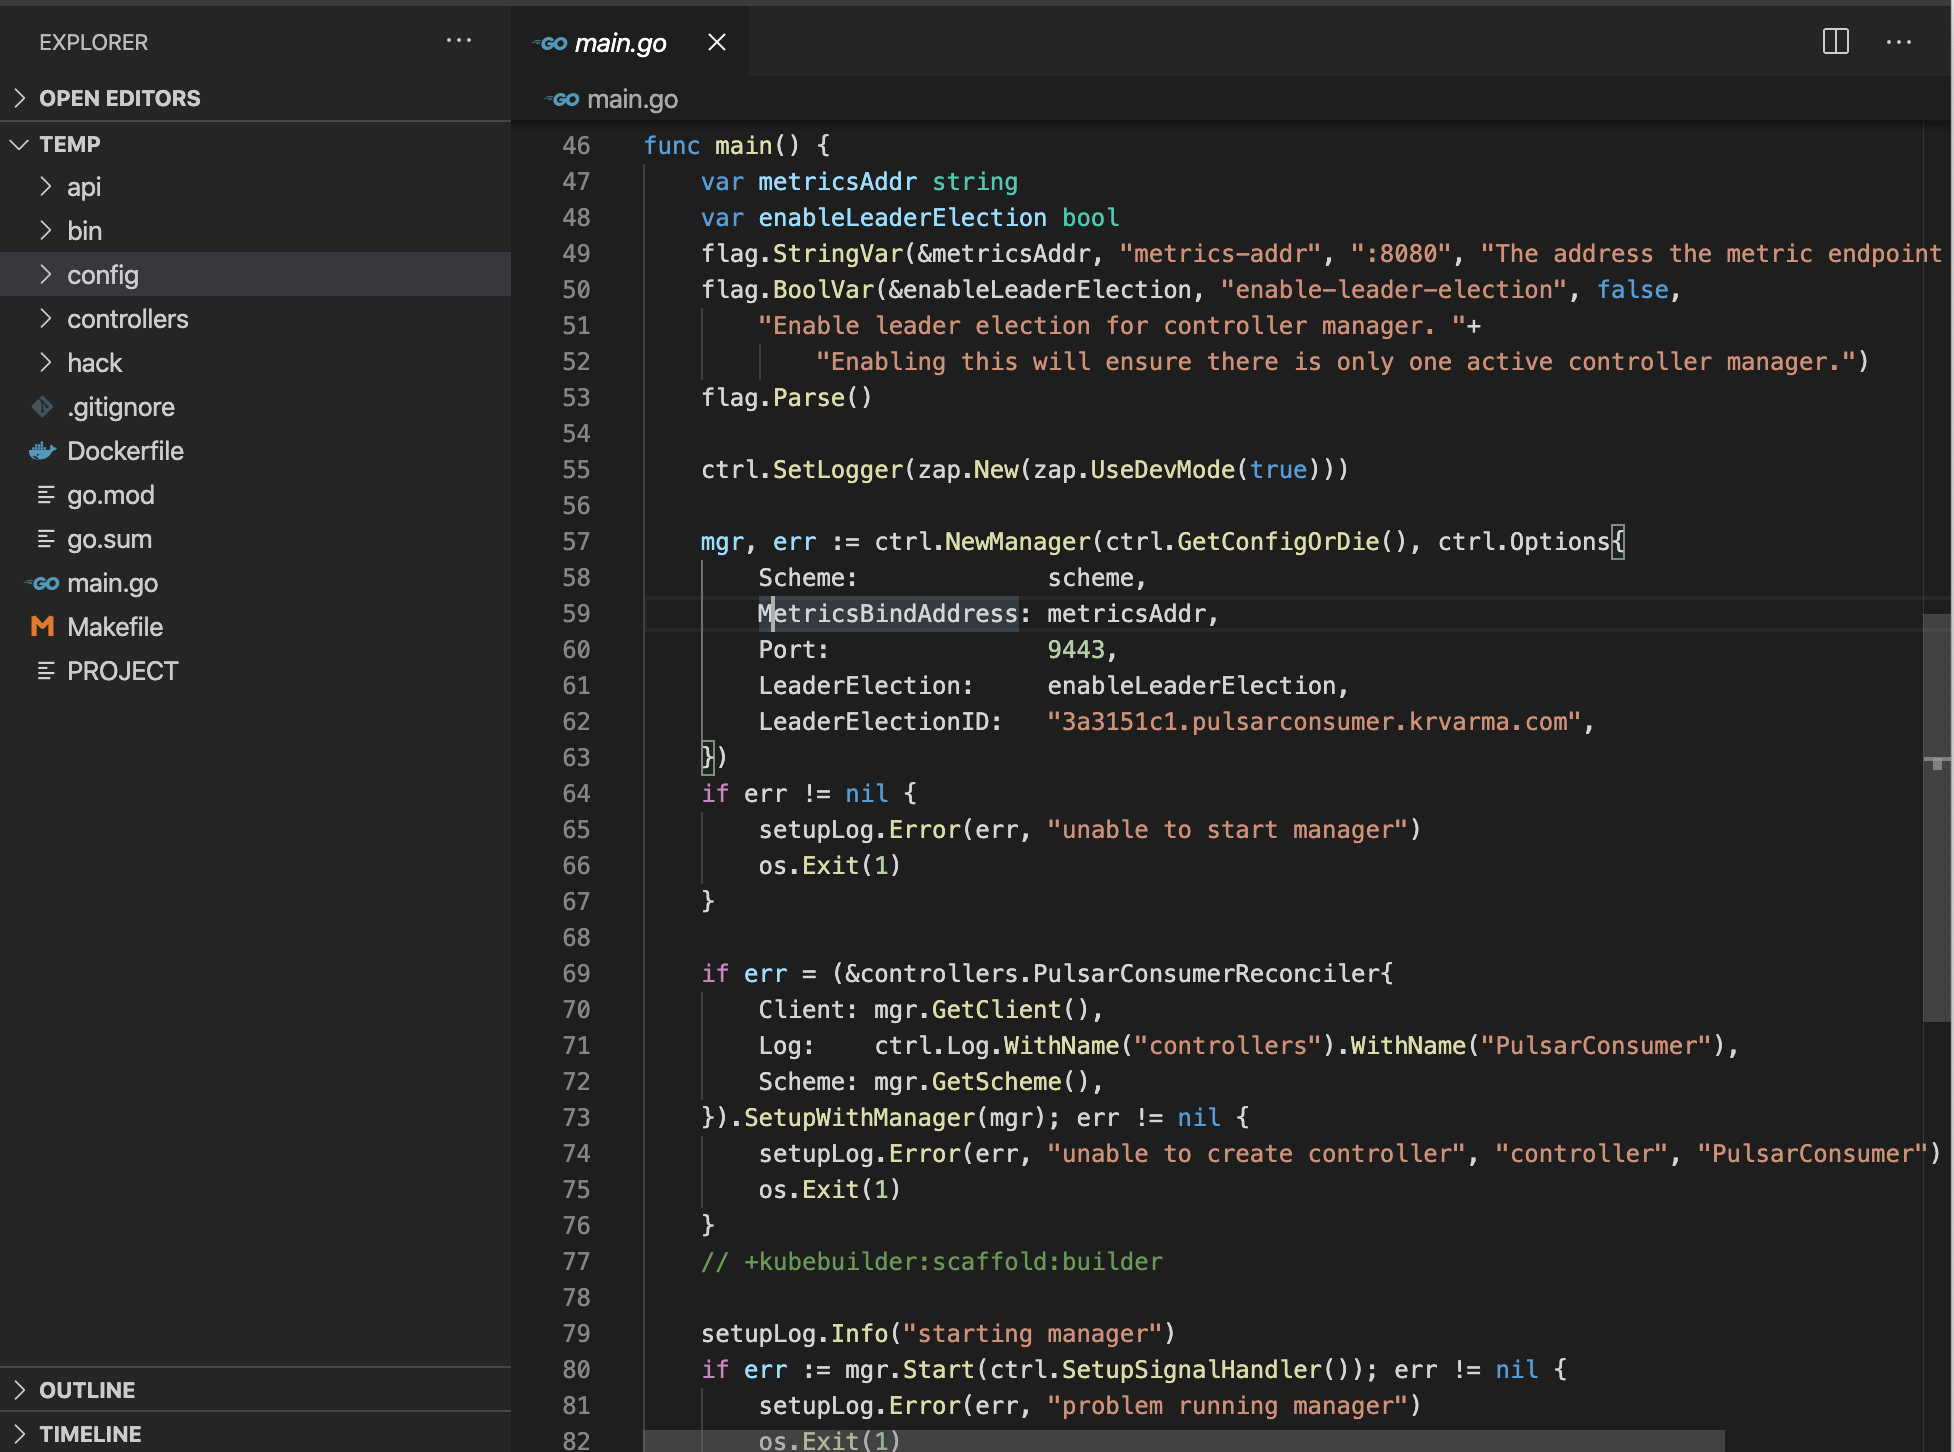 EXPLORER
OPEN EDITORS
TEMP
api
bin
config
controllers
hack
.gitignore
Dockerfile
go.mod
go.sum
GO main.go
M Makefile
PROJECT
OUTLINE
TIMELINE
GO main.go
GO main.go
46 func main() {
47     var metricsAddr string
48     var enableLeaderElection bool
49     flag.StringVar(&metricsAddr, "metrics-addr", ":8080", "The address the metric endpoint
50     flag.BoolVar(&enableLeaderElection, "enable-leader-election", false,
51         "Enable leader election for controller manager. "+
52             "Enabling this will ensure there is only one active controller manager.")
53     flag.Parse()
54
55     ctrl.SetLogger(zap.New(zap.UseDevMode(true)))
56
57     mgr, err := ctrl.NewManager(ctrl.GetConfigOrDie(), ctrl.Options{
58         Scheme:             scheme,
59         MetricsBindAddress: metricsAddr,
60         Port:               9443,
61         LeaderElection:     enableLeaderElection,
62         LeaderElectionID:   "3a3151c1.pulsarconsumer.krvarma.com",
63     })
64     if err != nil {
65         setupLog.Error(err, "unable to start manager")
66         os.Exit(1)
67     }
68
69     if err = (&controllers.PulsarConsumerReconciler{
70         Client: mgr.GetClient(),
71         Log:    ctrl.Log.WithName("controllers").WithName("PulsarConsumer"),
72         Scheme: mgr.GetScheme(),
73     }).SetupWithManager(mgr); err != nil {
74         setupLog.Error(err, "unable to create controller", "controller", "PulsarConsumer")
75         os.Exit(1)
76     }
77     // +kubebuilder:scaffold:builder
78
79     setupLog.Info("starting manager")
80     if err := mgr.Start(ctrl.SetupSignalHandler()); err != nil {
81         setupLog.Error(err, "problem running manager")
82         os.Exit(1)